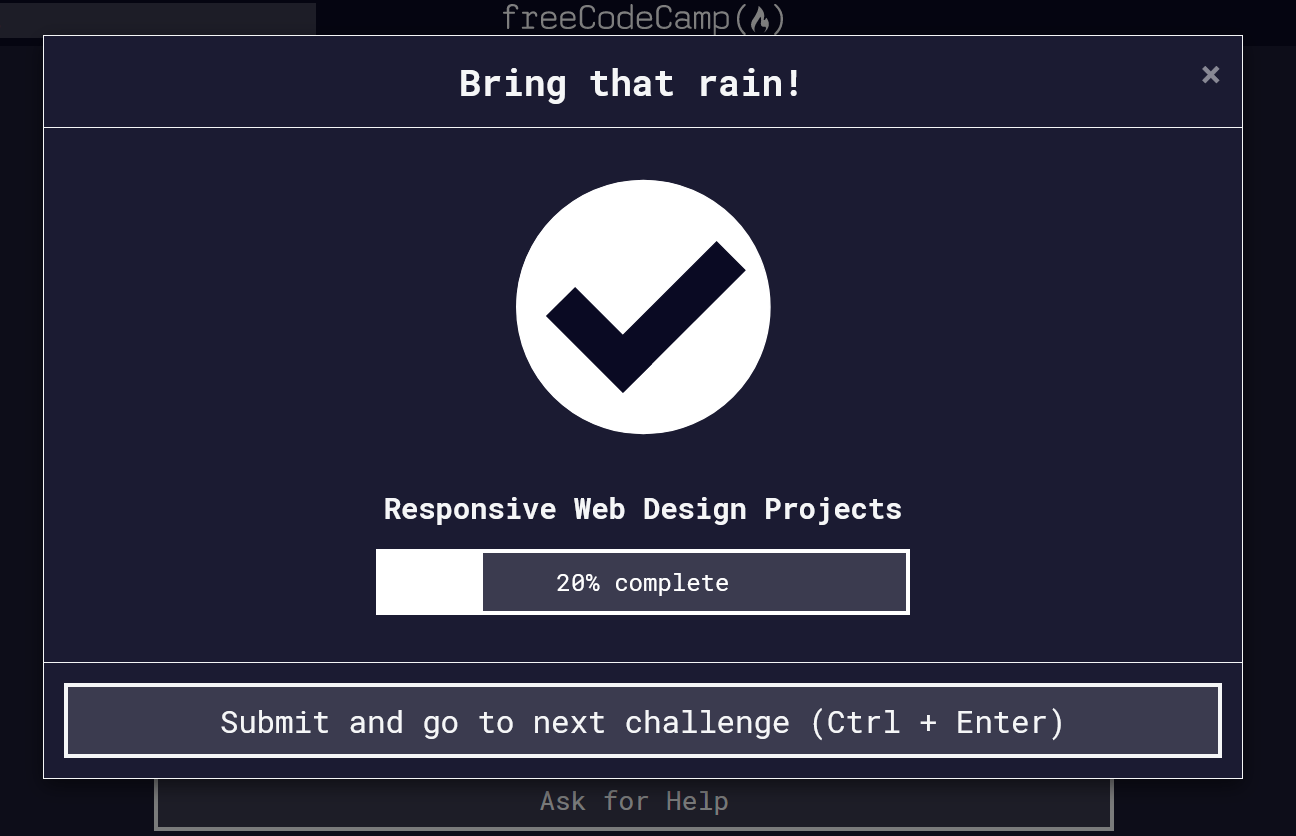 freeCodeCamp
Bring that rain!
×
Responsive Web Design Projects
20% complete
Submit and go to next challenge (Ctrl + Enter)
Ask for Help